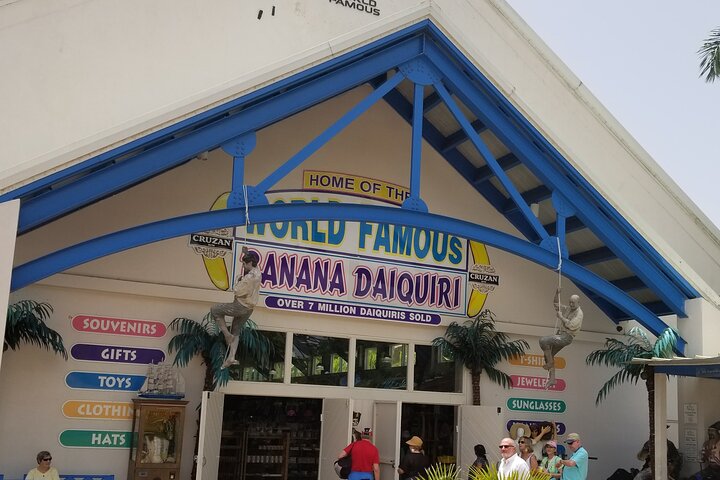 WORLD
FAMOUS
HOME OF THE
WORLD FAMOUS
BANANA DAIQUIRI
OVER 7 MILLION DAIQUIRIS SOLD
CRUZAN
CRUZAN
SOUVENIRS
GIFTS
TOYS
CLOTHING
HATS
T-SHIRTS
JEWELRY
SUNGLASSES